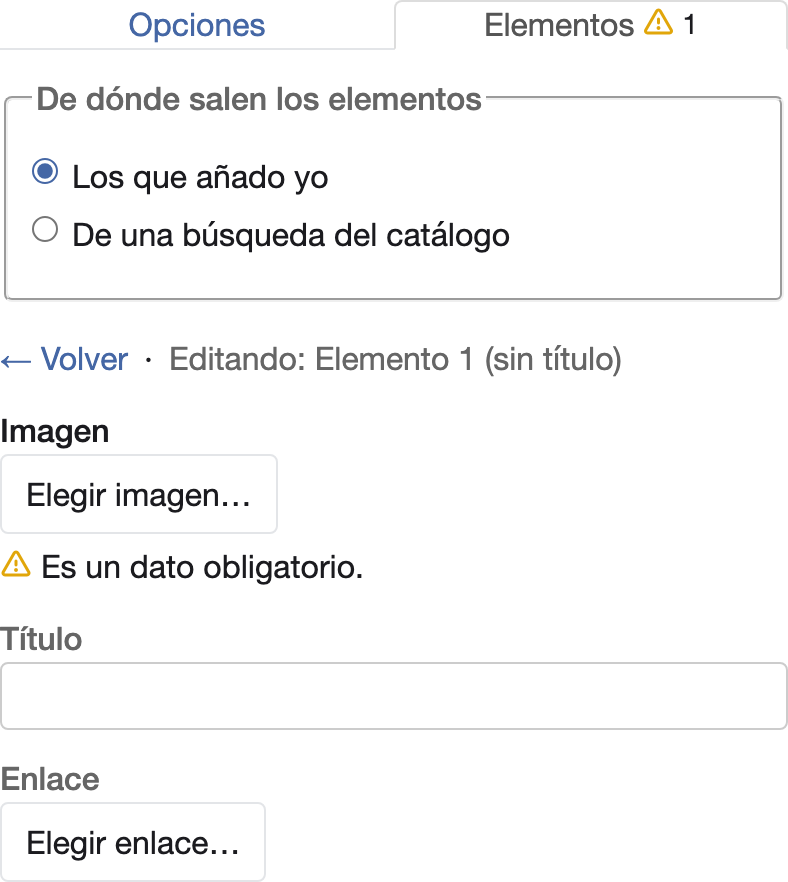 Opciones
Elementos ⚠ 1
De dónde salen los elementos
Los que añado yo
De una búsqueda del catálogo
← Volver · Editando: Elemento 1 (sin título)
Imagen
Elegir imagen...
⚠ Es un dato obligatorio.
Título
Enlace
Elegir enlace...